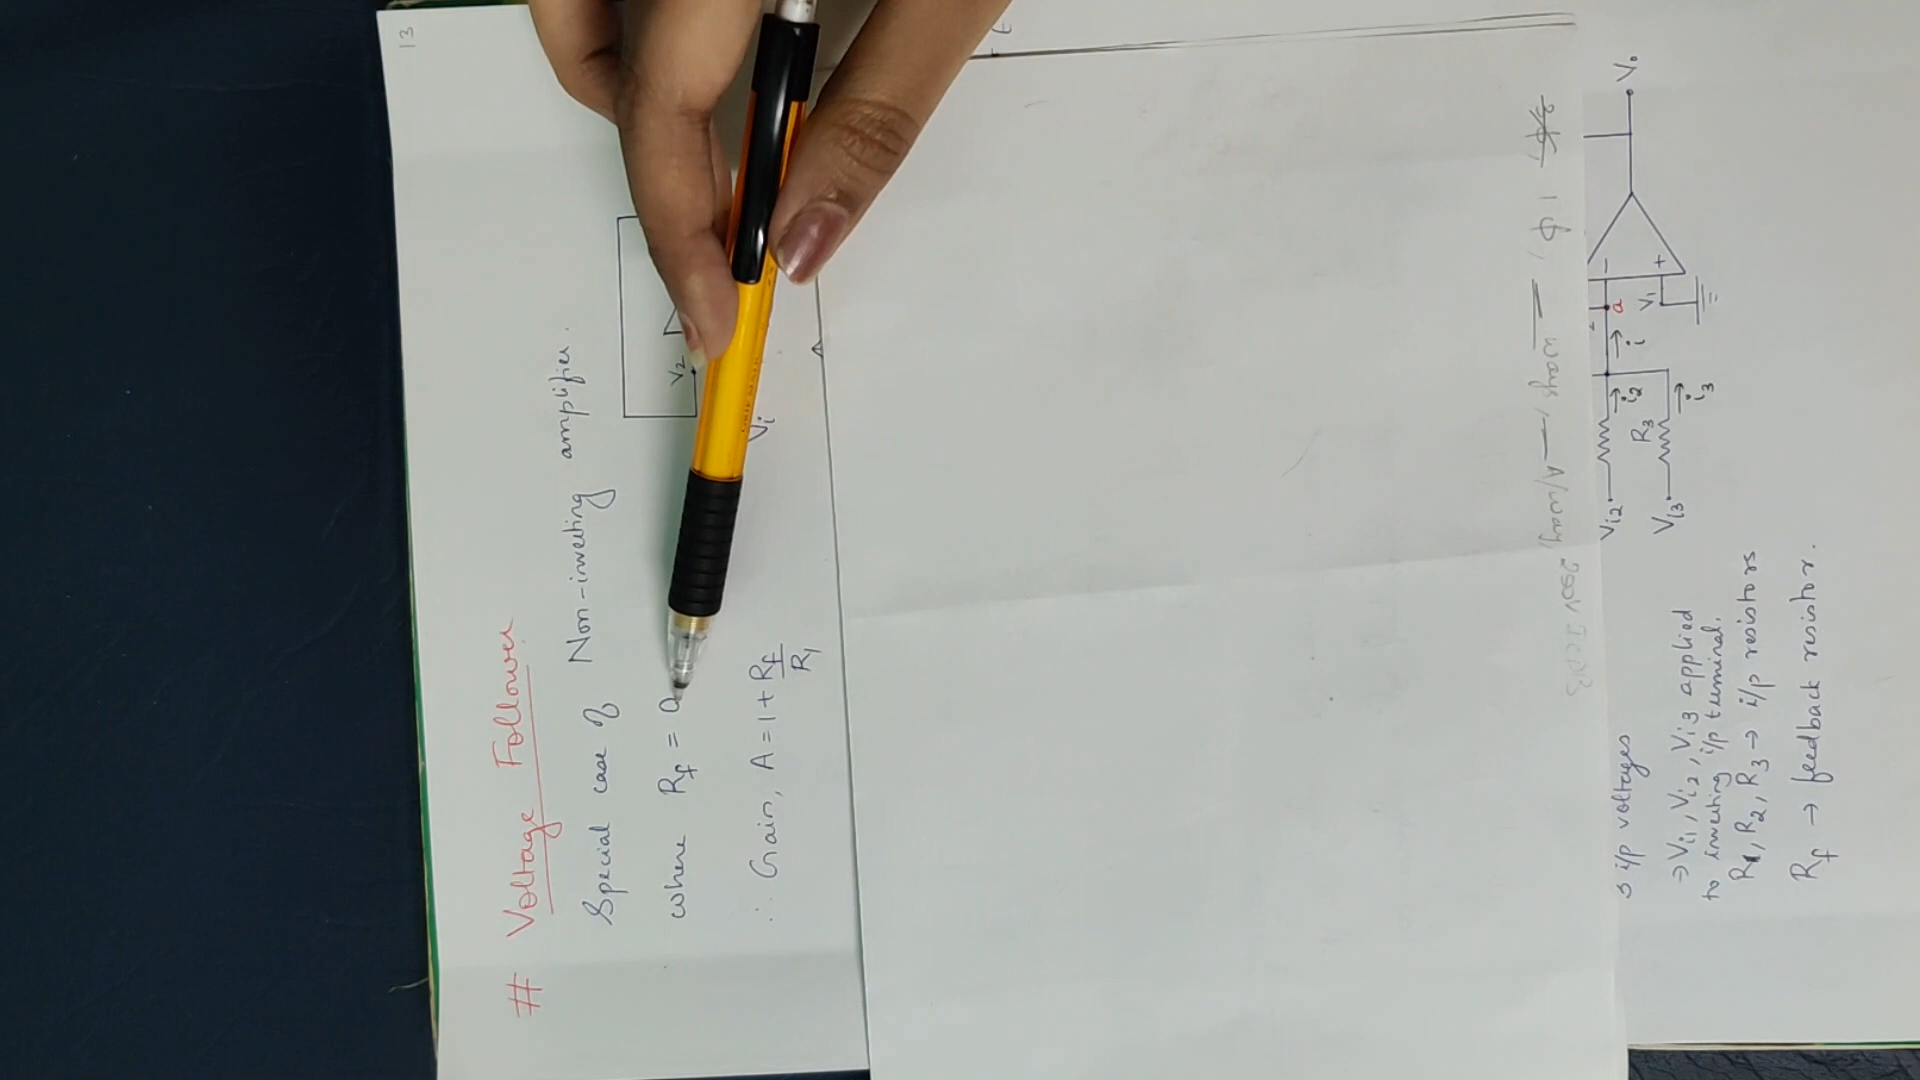 13
# Voltage Follower
Special case of Non-inverting amplifier.
where Rf = 0
∴ Gain, A = 1 + Rf/R1
V2
Vi
3 i/p voltages
→ Vi1, Vi2, Vi3 applied
to inverting i/p terminal.
R1, R2, R3 → i/p resistors
Rf → feedback resistor.
Vi2
Vi3
R3
i2
i3
i
a
V1
−
+
Vo